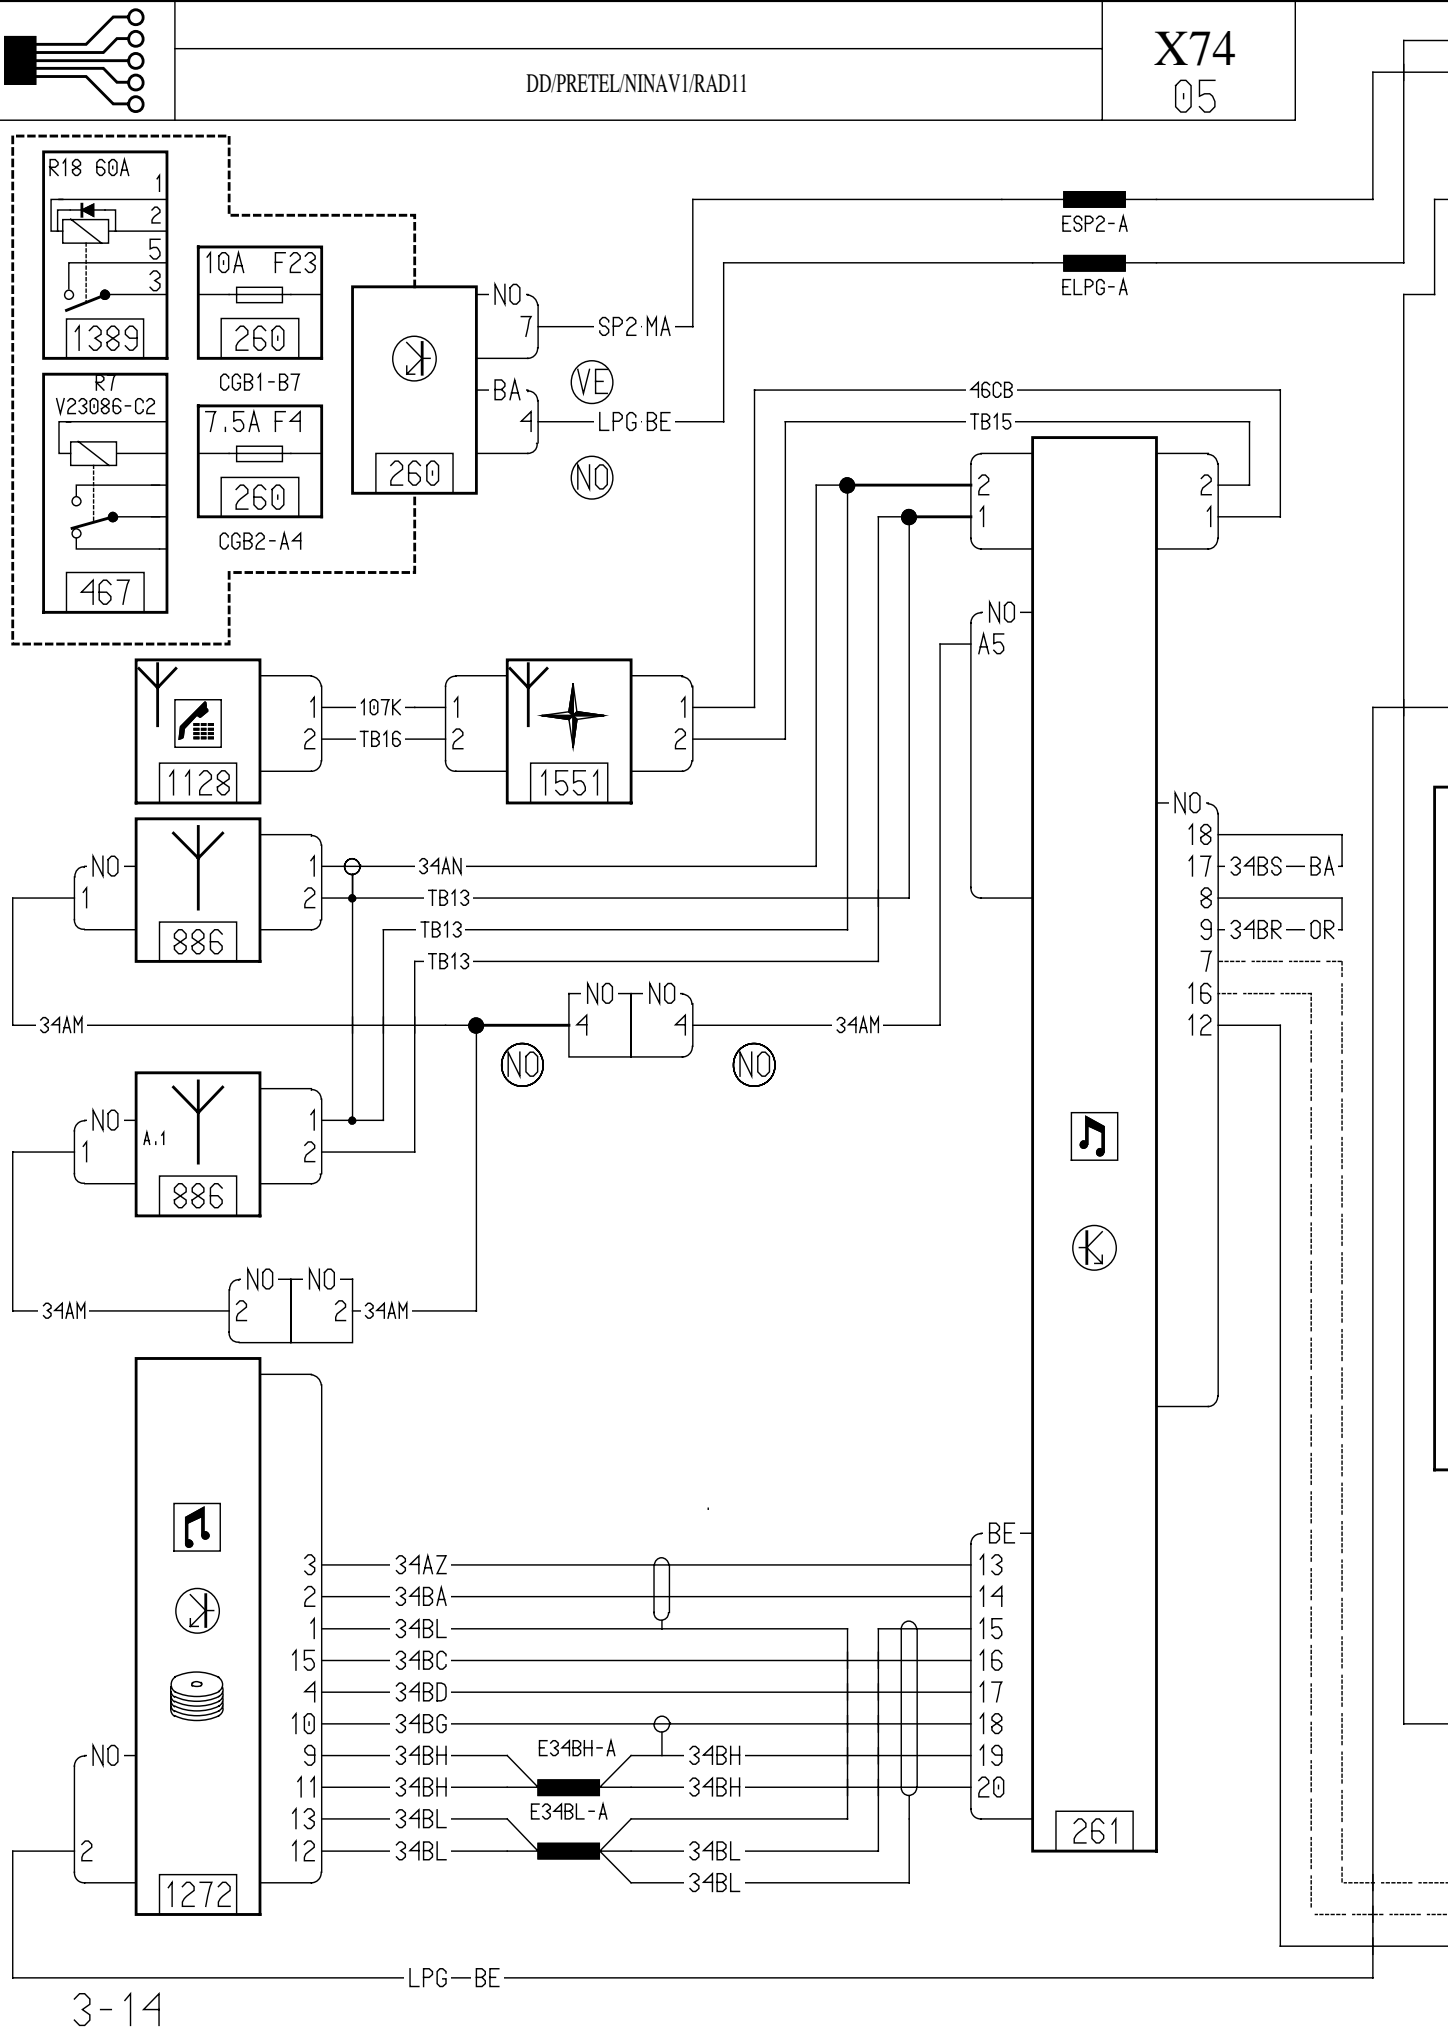 X74
DD/PRETEL/NINAV1/RAD11
05
R18 60A
1
2
5
3
1389
10A F23
260
CGB1-B7
R7
V23086-C2
467
7.5A F4
260
CGB2-A4
260
NO
7
SP2 MA
VE
BA
4
LPG BE
NO
ESP2-A
ELPG-A
46CB
TB15
2
1
2
1
NO
A5
1128
1
2
107K
TB16
1
2
1551
1
2
NO
1
886
1
2
34AN
TB13
TB13
TB13
34AM
NO NO
4 4
34AM
NO NO
NO
18
17 34BS BA
8
9 34BR OR
7
16
12
NO
1
A.1
886
1
2
NO NO
34AM 2 2 34AM
BE
3 34AZ 13
2 34BA 14
1 34BL 15
15 34BC 16
4 34BD 17
10 34BG 18
E34BH-A
NO
9 34BH 34BH 19
11 34BH 34BH 20
E34BL-A
13 34BL
261
2
12 34BL 34BL
34BL
1272
LPG BE
3-14